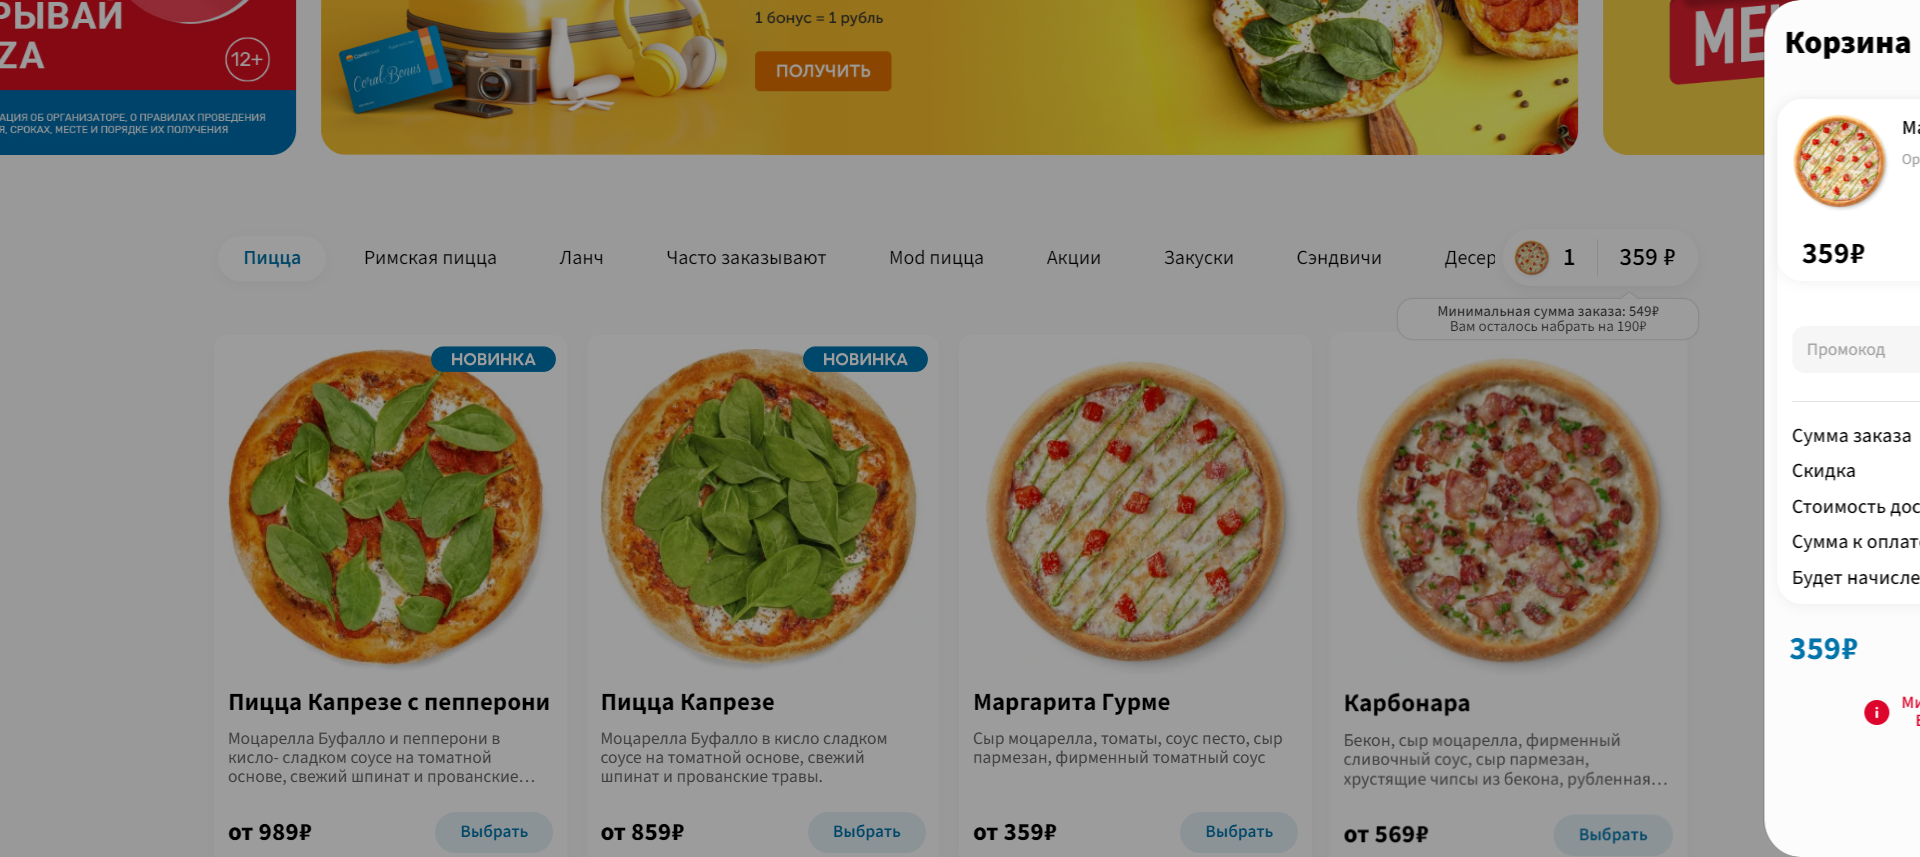 РЫВАЙ
ZA
12+
АЦИЯ ОБ ОРГАНИЗАТОРЕ, О ПРАВИЛАХ ПРОВЕДЕНИЯ
Я, СРОКАХ, МЕСТЕ И ПОРЯДКЕ ИХ ПОЛУЧЕНИЯ
Coral Bonus
1 бонус = 1 рубль
ПОЛУЧИТЬ
МЕ
Корзина
Ма
Ор
359₽
Пицца
Римская пицца
Ланч
Часто заказывают
Mod пицца
Акции
Закуски
Сэндвичи
Десер
1
359 ₽
Минимальная сумма заказа: 549₽
Вам осталось набрать на 190₽
Промокод
Сумма заказа
Скидка
Стоимость дос
Сумма к оплат
Будет начисле
359₽
Ми
В
НОВИНКА
Пицца Капрезе с пепперони
Моцарелла Буфалло и пепперони в
кисло- сладком соусе на томатной
основе, свежий шпинат и прованские...
от 989₽
Выбрать
НОВИНКА
Пицца Капрезе
Моцарелла Буфалло в кисло сладком
соусе на томатной основе, свежий
шпинат и прованские травы.
от 859₽
Выбрать
Маргарита Гурме
Сыр моцарелла, томаты, соус песто, сыр
пармезан, фирменный томатный соус
от 359₽
Выбрать
Карбонара
Бекон, сыр моцарелла, фирменный
сливочный соус, сыр пармезан,
хрустящие чипсы из бекона, рубленная...
от 569₽
Выбрать